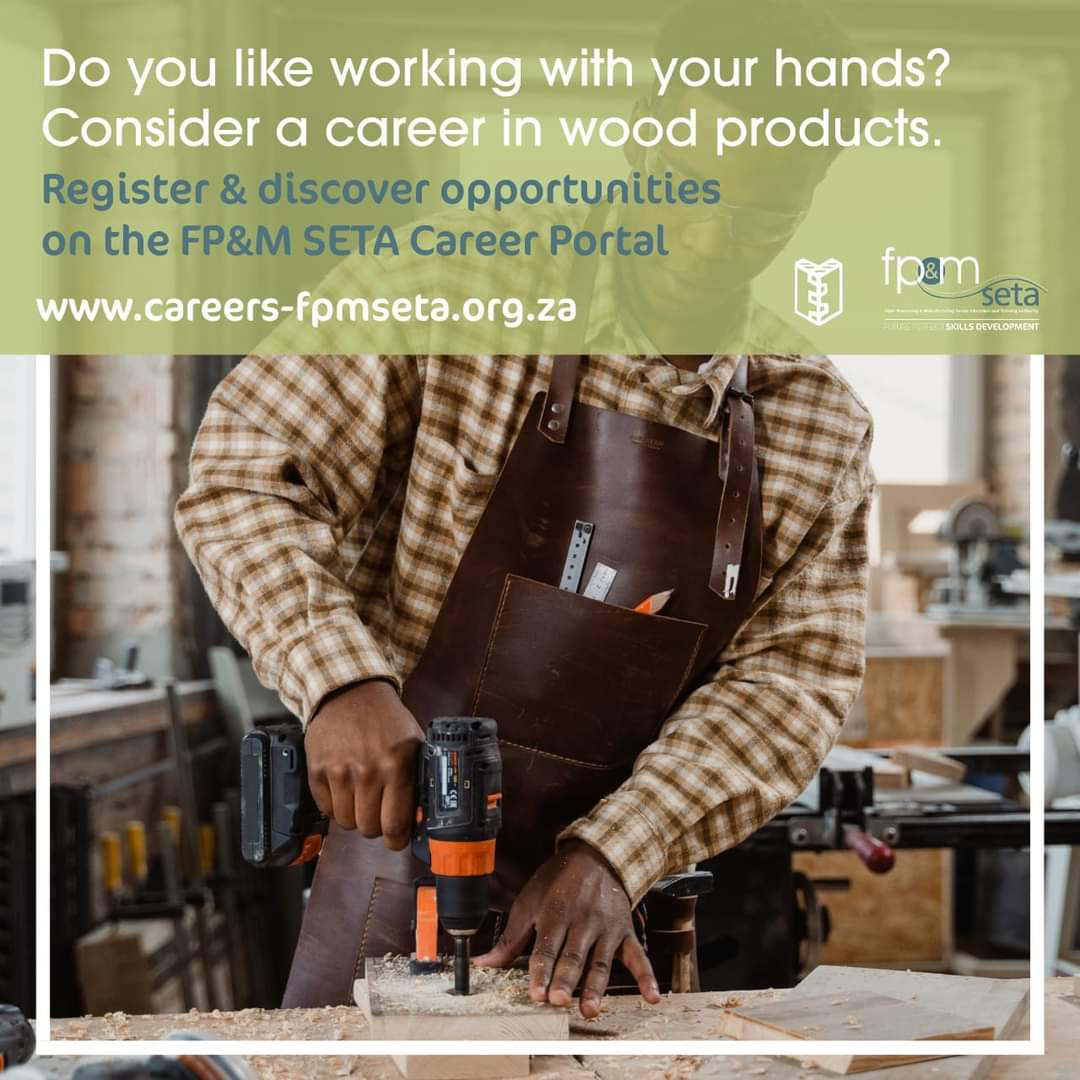 Do you like working with your hands?
Consider a career in wood products.
Register & discover opportunities
on the FP&M SETA Career Portal
www.careers-fpmseta.org.za
fp&m
seta
SKILLS DEVELOPMENT